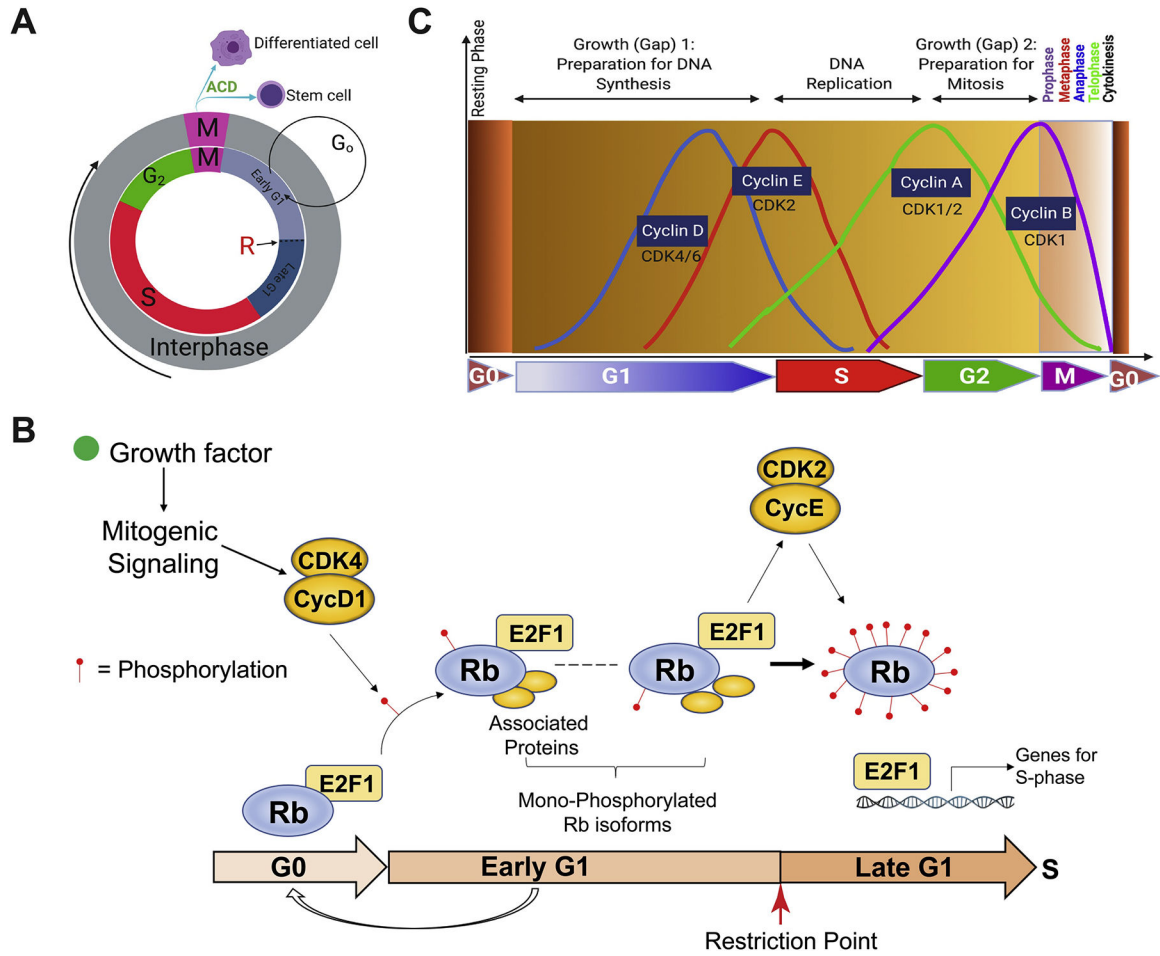 A
Differentiated cell
ACD
Stem cell
M
M
G₀
G₂
Early G1
R
Late G1
S
Interphase
C
Resting Phase
Growth (Gap) 1:
Preparation for DNA
Synthesis
DNA
Replication
Growth (Gap) 2:
Preparation for
Mitosis
Prophase
Metaphase
Anaphase
Telophase
Cytokinesis
Cyclin E
CDK2
Cyclin A
CDK1/2
Cyclin D
CDK4/6
Cyclin B
CDK1
G0
G1
S
G2
M
G0
B
Growth factor
Mitogenic
Signaling
CDK4
CycD1
CDK2
CycE
= Phosphorylation
E2F1
Rb
E2F1
Rb
Rb
Associated
Proteins
Mono-Phosphorylated
Rb isoforms
E2F1
Rb
E2F1
Genes for
S-phase
G0
Early G1
Late G1
S
Restriction Point